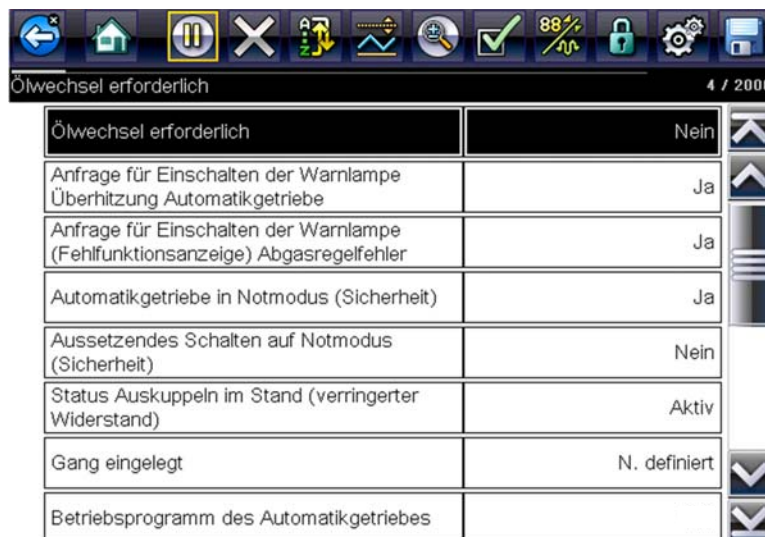 Ölwechsel erforderlich
4 / 2000
Ölwechsel erforderlich
Nein
Anfrage für Einschalten der Warnlampe
Überhitzung Automatikgetriebe
Ja
Anfrage für Einschalten der Warnlampe
(Fehlfunktionsanzeige) Abgasregelfehler
Ja
Automatikgetriebe in Notmodus (Sicherheit)
Ja
Aussetzendes Schalten auf Notmodus
(Sicherheit)
Nein
Status Auskuppeln im Stand (verringerter
Widerstand)
Aktiv
Gang eingelegt
N. definiert
Betriebsprogramm des Automatikgetriebes